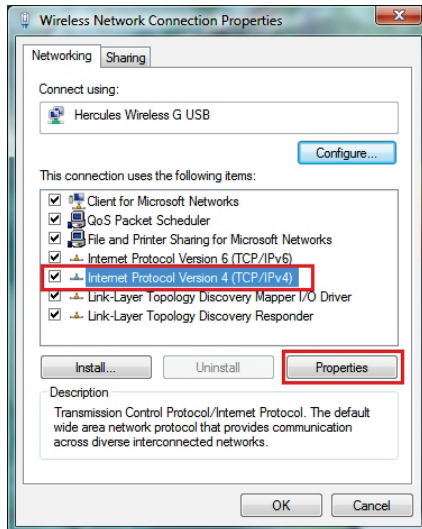 Wireless Network Connection Properties
Networking
Sharing
Connect using:
Hercules Wireless G USB
Configure...
This connection uses the following items:
Client for Microsoft Networks
QoS Packet Scheduler
File and Printer Sharing for Microsoft Networks
Internet Protocol Version 6 (TCP/IPv6)
Internet Protocol Version 4 (TCP/IPv4)
Link-Layer Topology Discovery Mapper I/O Driver
Link-Layer Topology Discovery Responder
Install...
Uninstall
Properties
Description
Transmission Control Protocol/Internet Protocol. The default
wide area network protocol that provides communication
across diverse interconnected networks.
OK
Cancel